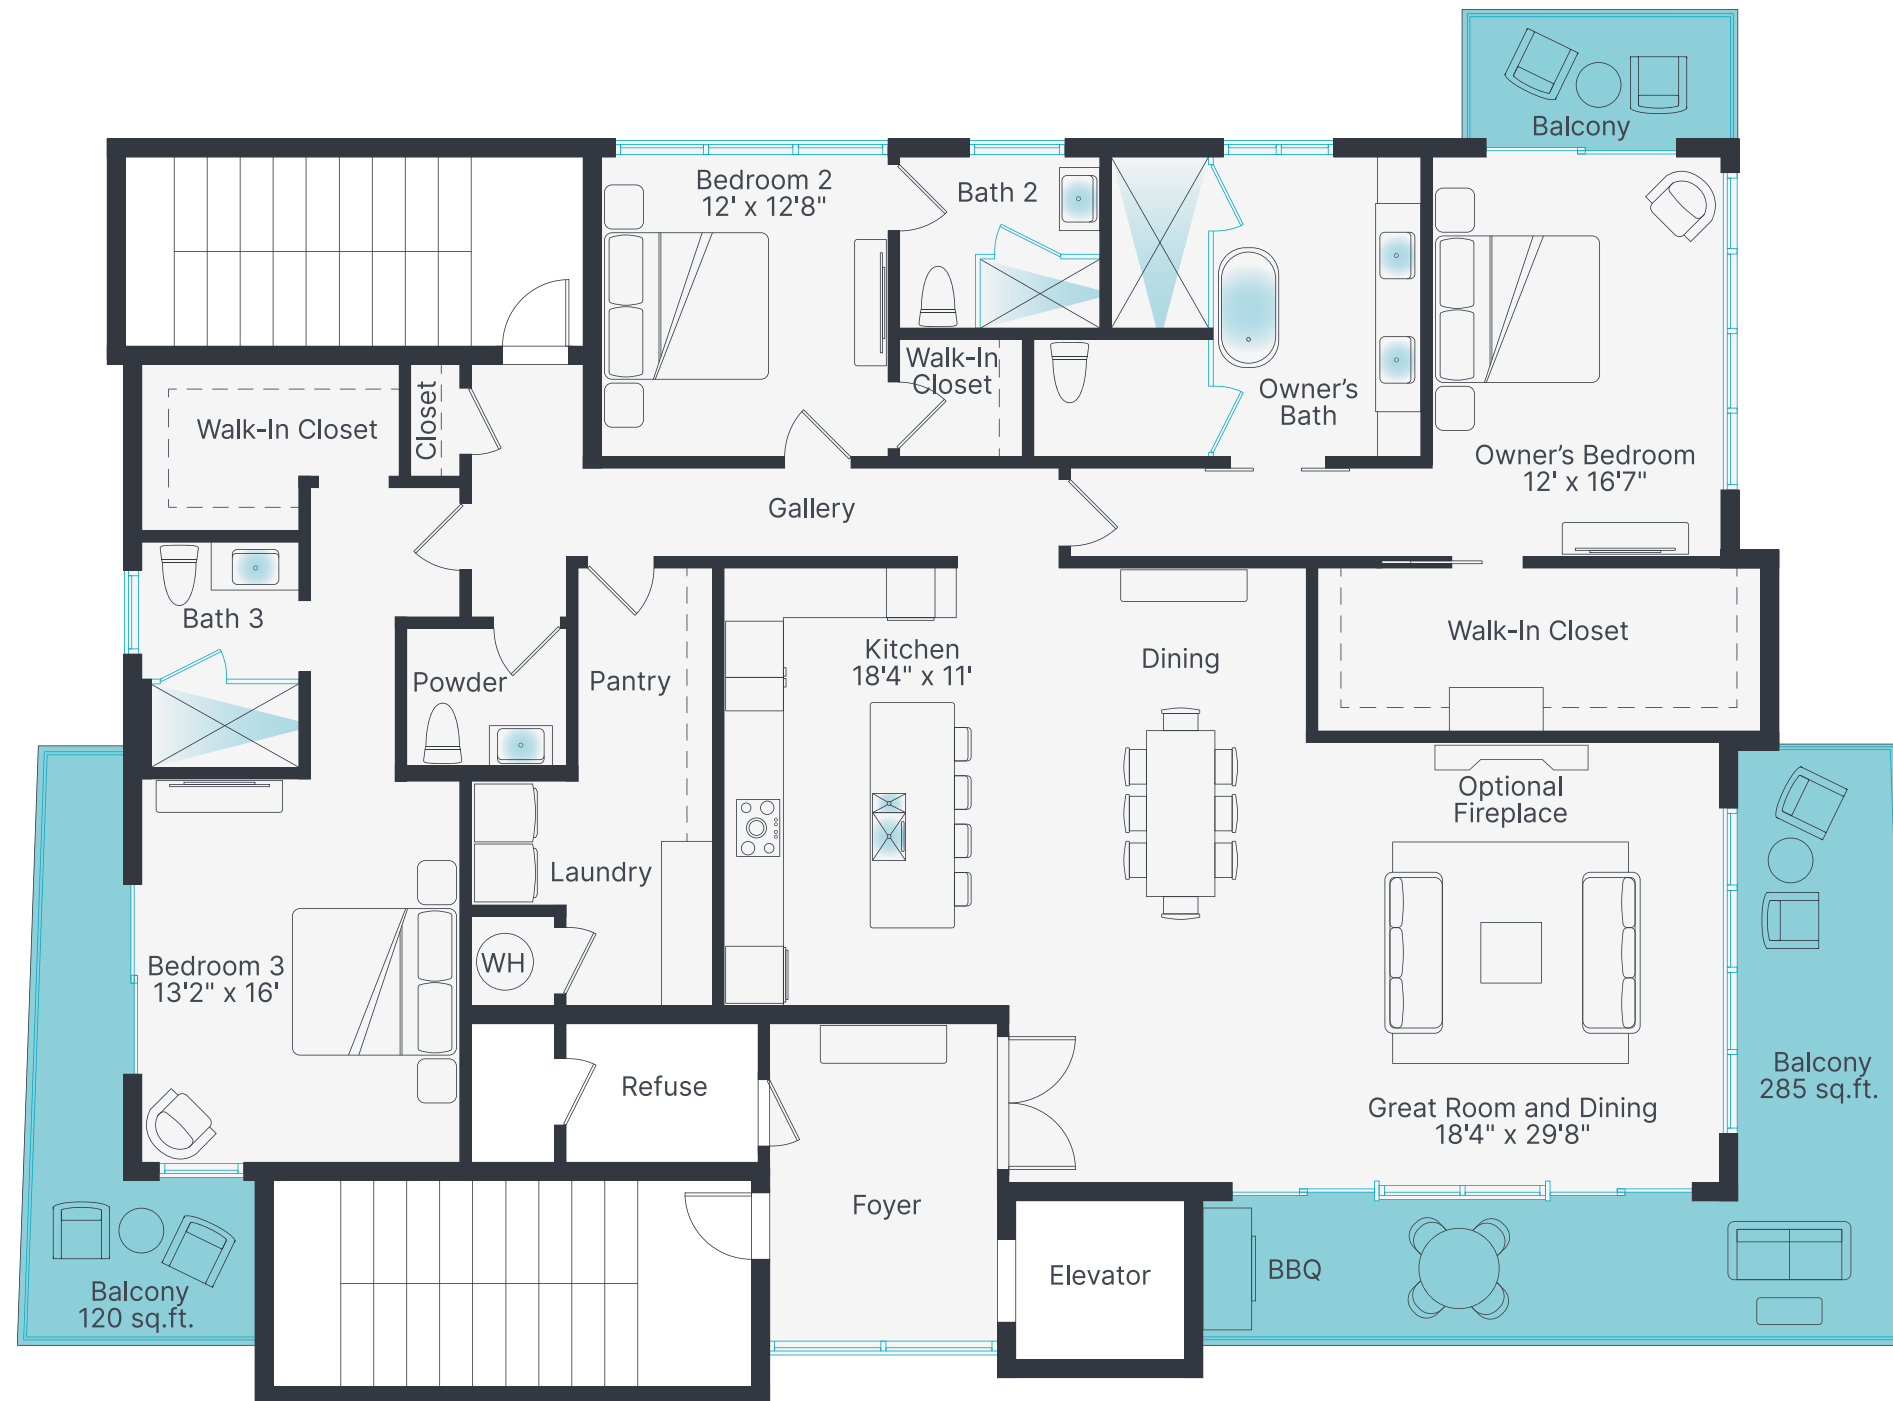 Balcony
Bedroom 2
12' x 12'8"
Bath 2
Walk-In
Closet
Owner's
Bath
Walk-In Closet
Closet
Owner's Bedroom
12' x 16'7"
Gallery
Bath 3
Powder
Pantry
Kitchen
18'4" x 11'
Dining
Walk-In Closet
Optional
Fireplace
Laundry
WH
Bedroom 3
13'2" x 16'
Refuse
Great Room and Dining
18'4" x 29'8"
Balcony
285 sq.ft.
Foyer
Elevator
BBQ
Balcony
120 sq.ft.